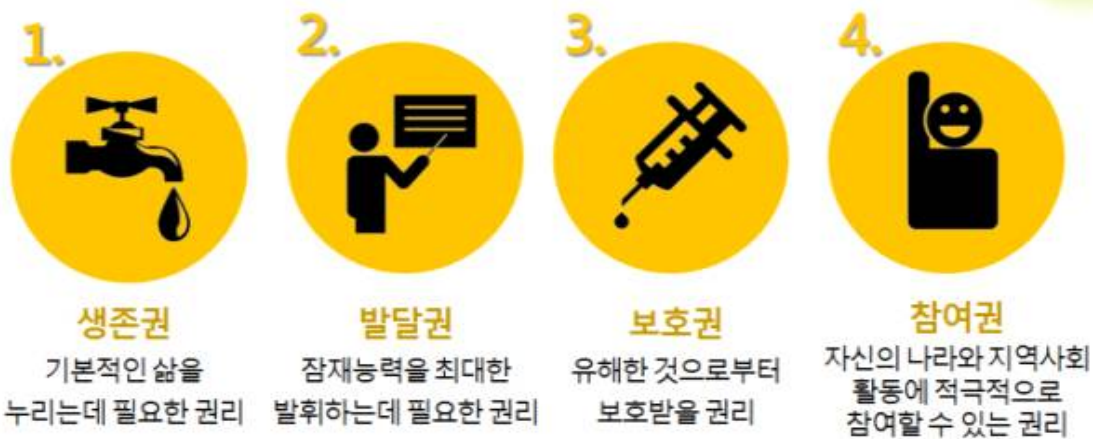 1.
생존권
기본적인 삶을
누리는데 필요한 권리
2.
발달권
잠재능력을 최대한
발휘하는데 필요한 권리
3.
보호권
유해한 것으로부터
보호받을 권리
4.
참여권
자신의 나라와 지역사회
활동에 적극적으로
참여할 수 있는 권리